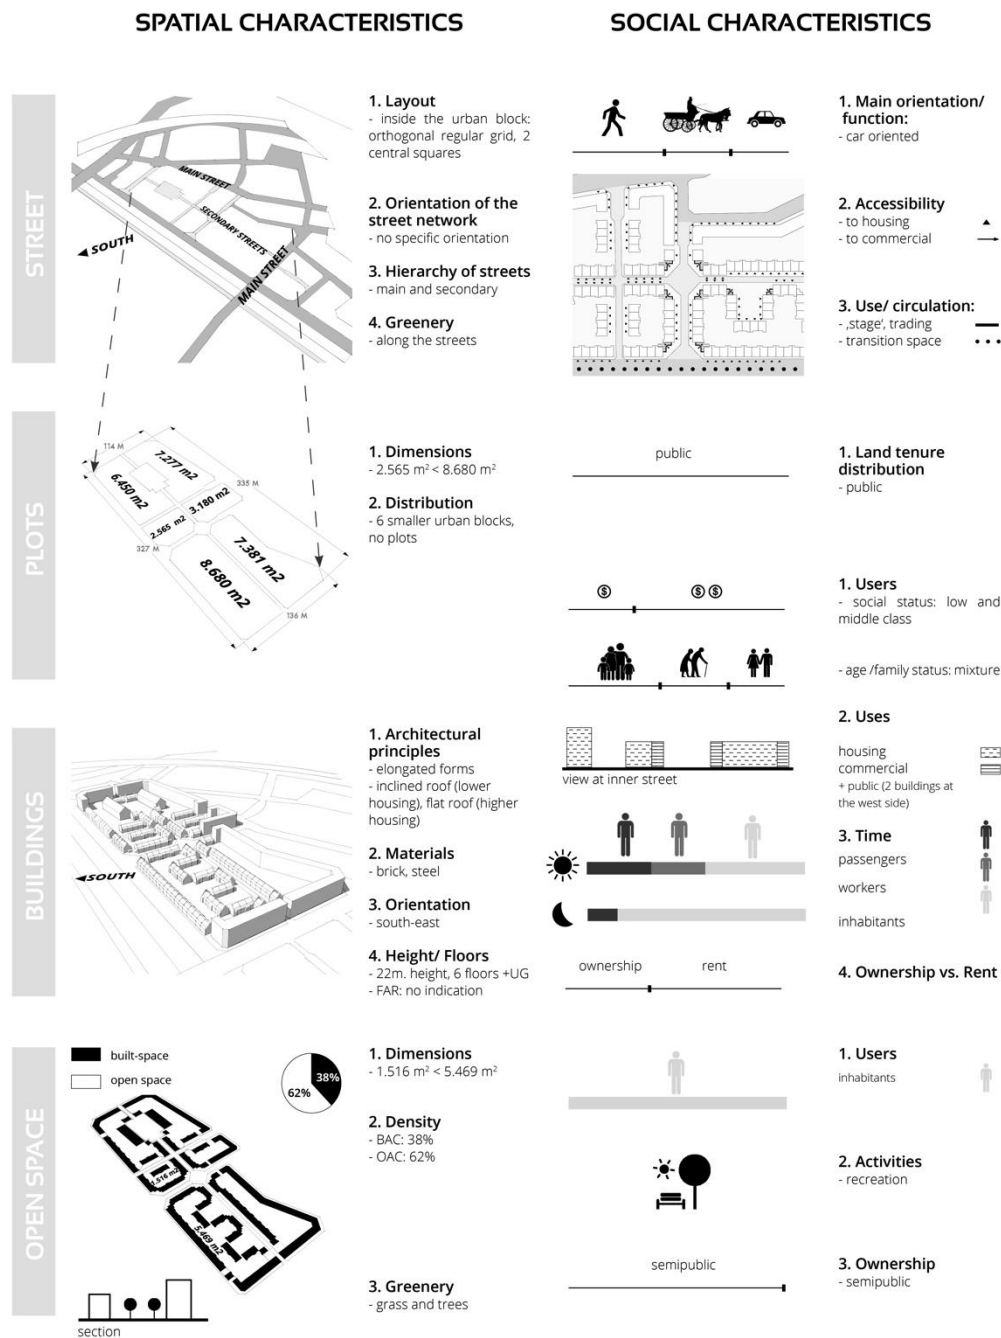 SPATIAL CHARACTERISTICS
SOCIAL CHARACTERISTICS
STREET
MAIN STREET
SECONDARY STREETS
MAIN STREET
SOUTH
1. Layout
- inside the urban block:
orthogonal regular grid, 2
central squares
2. Orientation of the
street network
- no specific orientation
3. Hierarchy of streets
- main and secondary
4. Greenery
- along the streets
1. Main orientation/
function:
- car oriented
2. Accessibility
- to housing
- to commercial
3. Use/ circulation:
- ‚stage‘, trading
- transition space
PLOTS
114 M
7.277 m2
6.450 m2
335 M
3.180 m2
2.565 m2
327 M
7.381 m2
8.680 m2
136 M
1. Dimensions
- 2.565 m² < 8.680 m²
2. Distribution
- 6 smaller urban blocks,
no plots
public
1. Land tenure
distribution
- public
$
$ $
1. Users
- social status: low and
middle class
- age /family status: mixture
BUILDINGS
SOUTH
1. Architectural
principles
- elongated forms
- inclined roof (lower
housing), flat roof (higher
housing)
2. Materials
- brick, steel
3. Orientation
- south-east
4. Height/ Floors
- 22m. height, 6 floors +UG
- FAR: no indication
view at inner street
2. Uses
housing
commercial
+ public (2 buildings at
the west side)
3. Time
passengers
workers
inhabitants
ownership
rent
4. Ownership vs. Rent
OPEN SPACE
built-space
open space
38%
62%
1.516 m2
5.469 m2
section
1. Dimensions
- 1.516 m² < 5.469 m²
2. Density
- BAC: 38%
- OAC: 62%
3. Greenery
- grass and trees
1. Users
inhabitants
2. Activities
- recreation
semipublic
3. Ownership
- semipublic